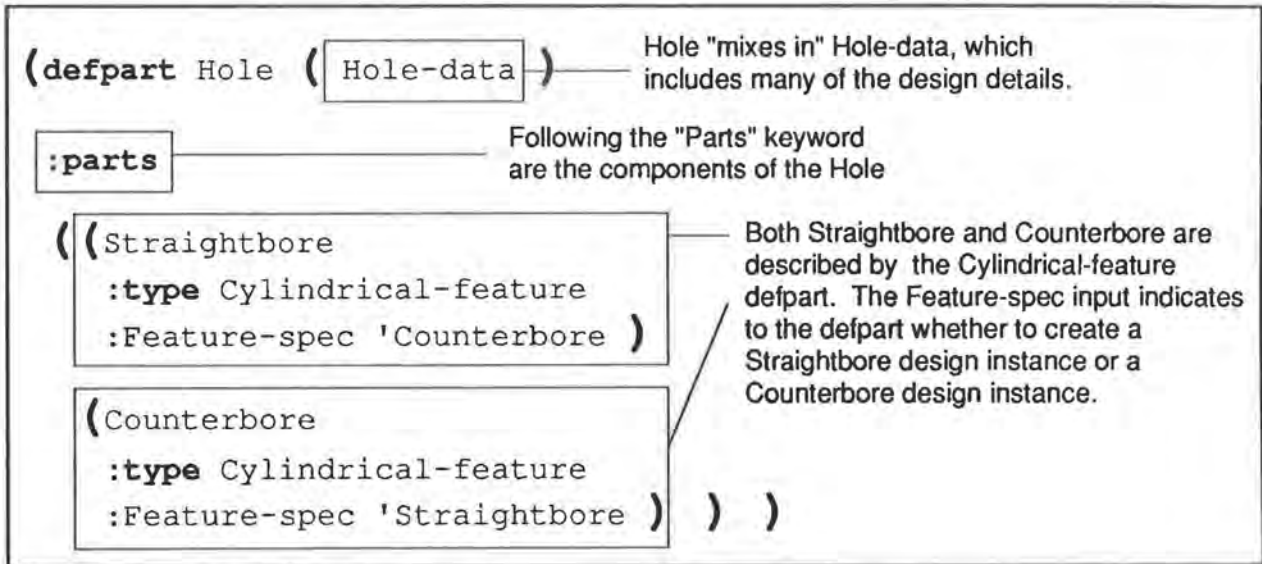 (defpart Hole ( Hole-data )
Hole "mixes in" Hole-data, which
includes many of the design details.
:parts
Following the "Parts" keyword
are the components of the Hole
( (Straightbore
:type Cylindrical-feature
:Feature-spec 'Counterbore )
Both Straightbore and Counterbore are
described by the Cylindrical-feature
defpart. The Feature-spec input indicates
to the defpart whether to create a
Straightbore design instance or a
Counterbore design instance.
(Counterbore
:type Cylindrical-feature
:Feature-spec 'Straightbore ) ) )